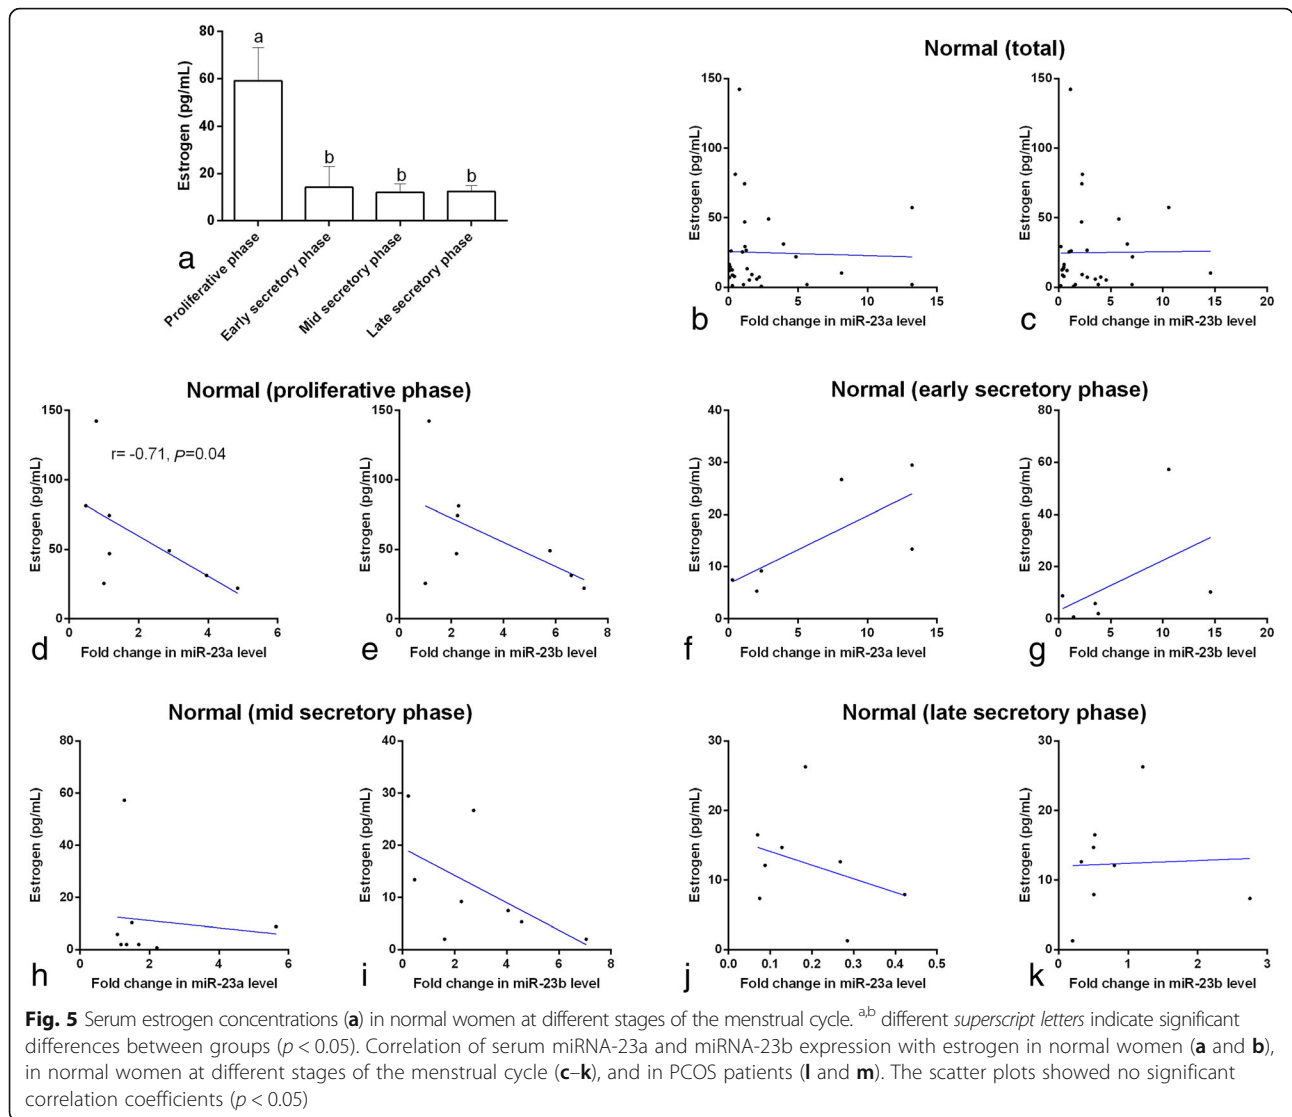 80
60
40
20
0
Estrogen (pg/mL)
a
b
b
b
Proliferative phase
Early secretory phase
Mid secretory phase
Late secretory phase
a
Normal (total)
150
100
50
0
Estrogen (pg/mL)
0 5 10 15
b Fold change in miR-23a level
150
100
50
0
Estrogen (pg/mL)
0 5 10 15 20
c Fold change in miR-23b level
Normal (proliferative phase)
150
100
50
0
Estrogen (pg/mL)
r= -0.71, P=0.04
0 2 4 6
d Fold change in miR-23a level
150
100
50
0
Estrogen (pg/mL)
0 2 4 6 8
e Fold change in miR-23b level
Normal (early secretory phase)
40
30
20
10
0
Estrogen (pg/mL)
0 5 10 15
f Fold change in miR-23a level
80
60
40
20
0
Estrogen (pg/mL)
0 5 10 15 20
g Fold change in miR-23b level
Normal (mid secretory phase)
80
60
40
20
0
Estrogen (pg/mL)
0 2 4 6
h Fold change in miR-23a level
40
30
20
10
0
Estrogen (pg/mL)
0 2 4 6 8
i Fold change in miR-23b level
Normal (late secretory phase)
30
20
10
0
Estrogen (pg/mL)
0.0 0.1 0.2 0.3 0.4 0.5
j Fold change in miR-23a level
30
20
10
0
Estrogen (pg/mL)
0 1 2 3
k Fold change in miR-23b level
Fig. 5 Serum estrogen concentrations (a) in normal women at different stages of the menstrual cycle. a,b different superscript letters indicate significant
differences between groups (p < 0.05). Correlation of serum miRNA-23a and miRNA-23b expression with estrogen in normal women (a and b),
in normal women at different stages of the menstrual cycle (c–k), and in PCOS patients (l and m). The scatter plots showed no significant
correlation coefficients (p < 0.05)